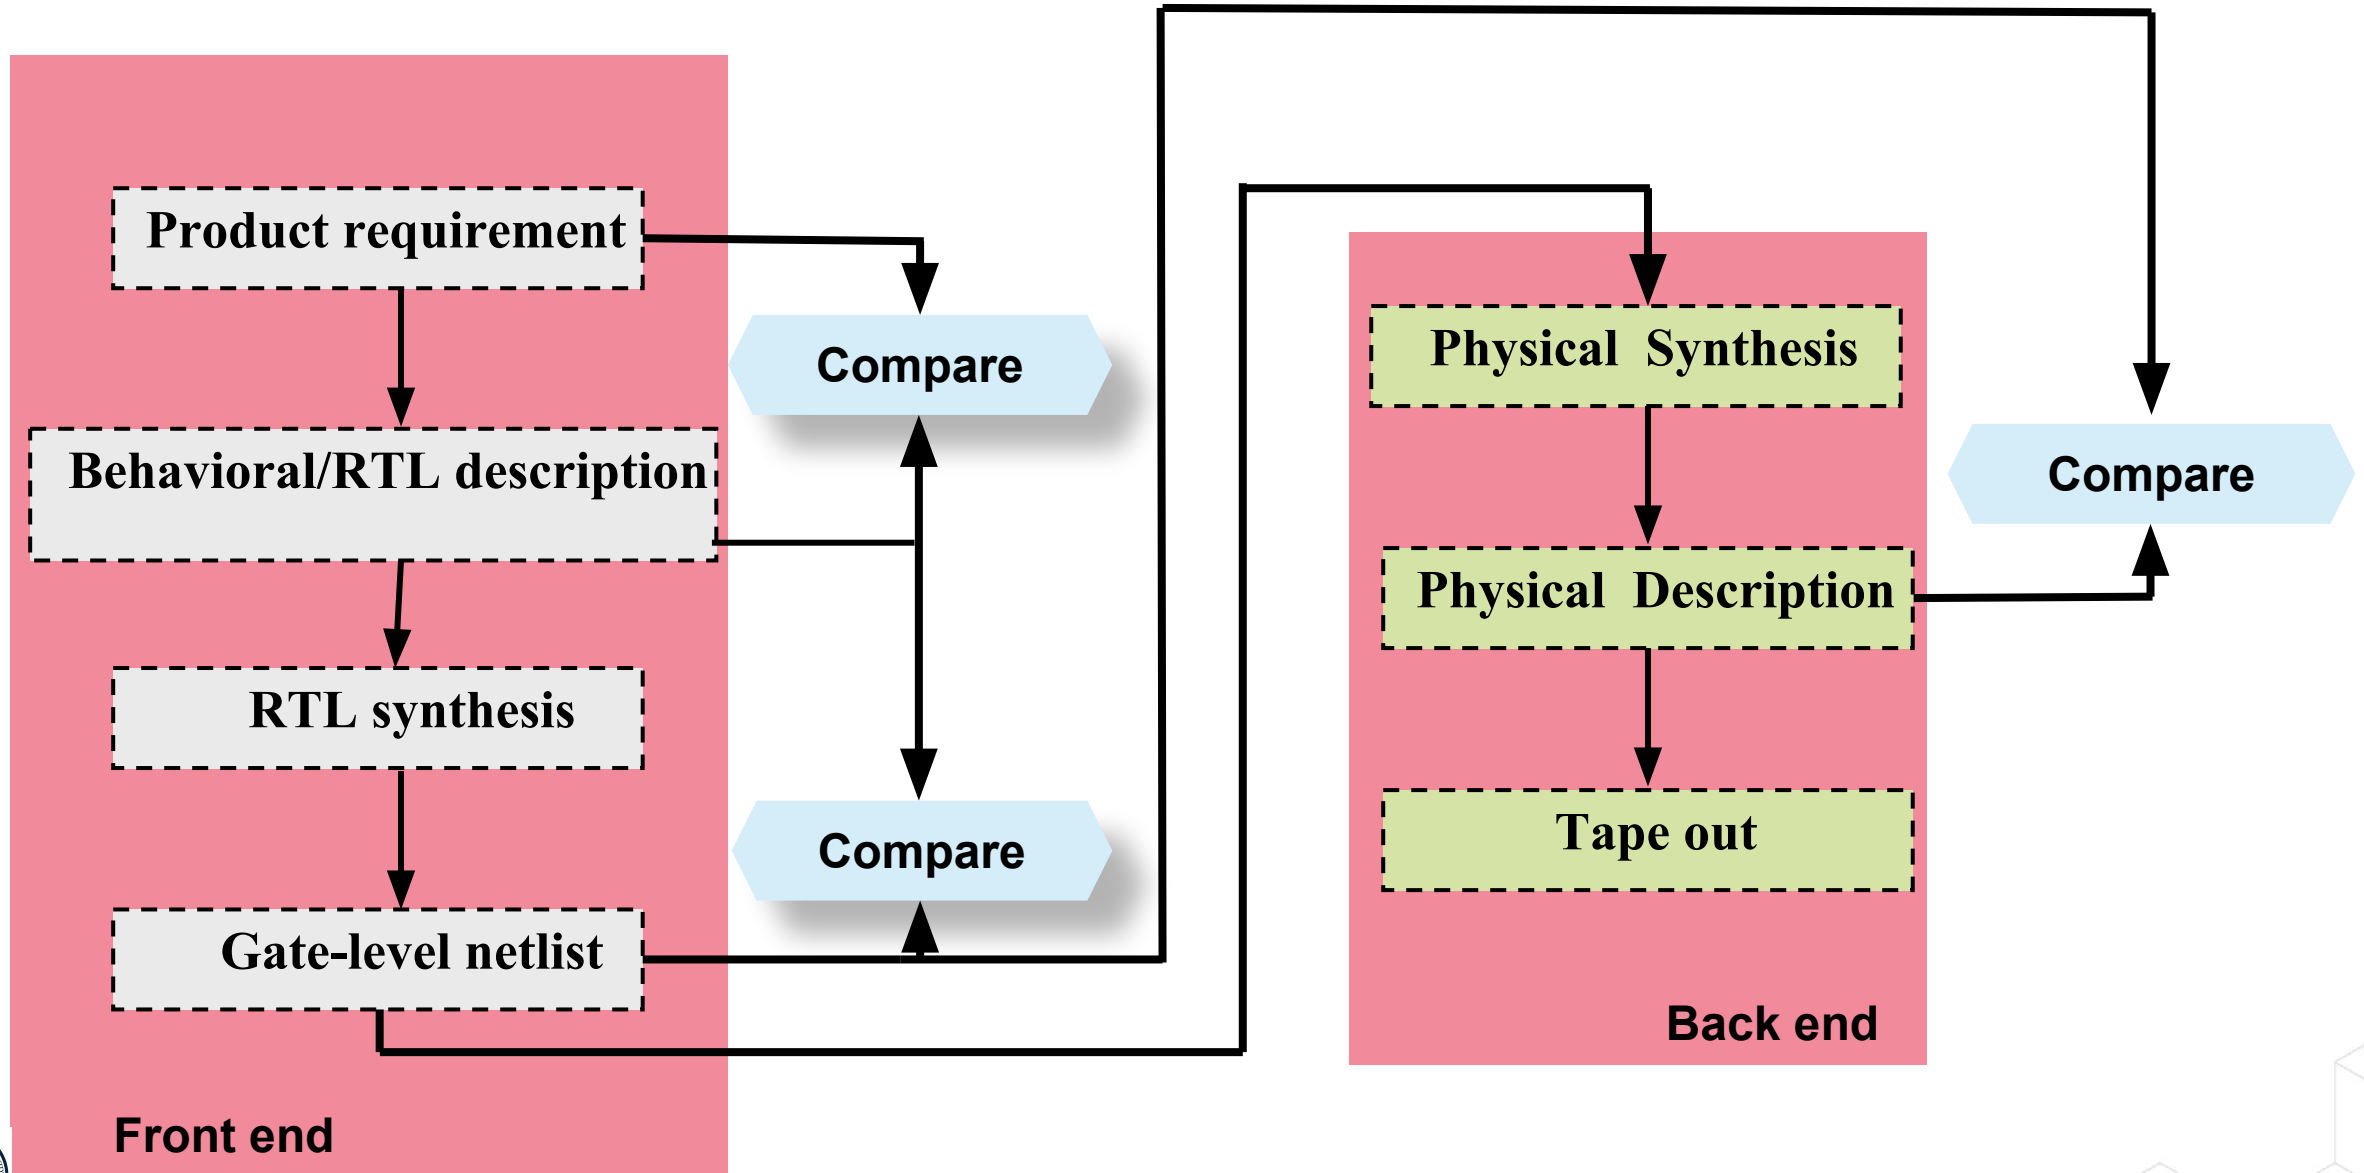 Product requirement
Compare
Behavioral/RTL description
RTL synthesis
Compare
Gate-level netlist
Front end
Physical Synthesis
Compare
Physical Description
Tape out
Back end